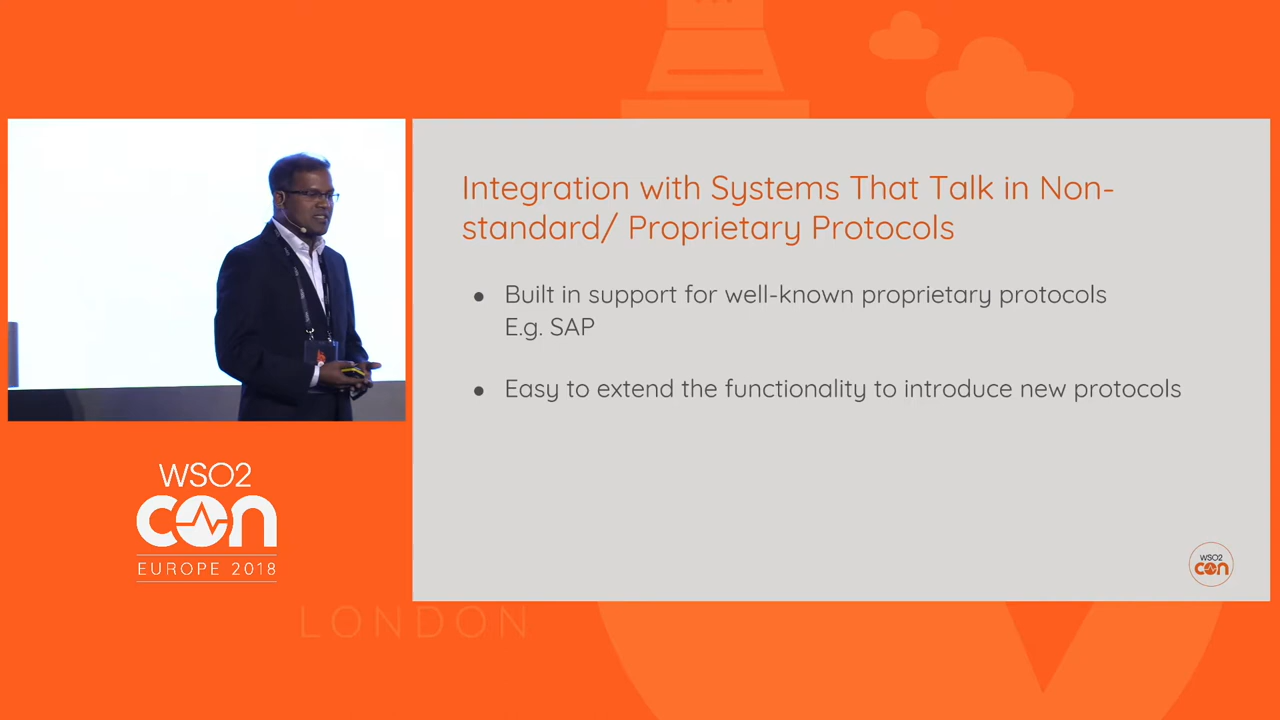 Integration with Systems That Talk in Non-
standard/ Proprietary Protocols
● Built in support for well-known proprietary protocols
E.g. SAP
● Easy to extend the functionality to introduce new protocols
WSO2
con
EUROPE 2018
LONDON
WSO2
con